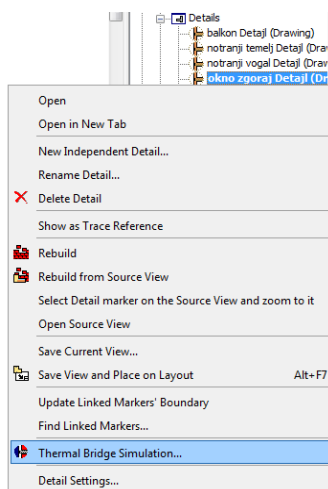 Details
balkon Detajl (Drawing)
notranji temelj Detajl (Dra
notranji vogal Detajl (Draw
okno zgoraj Detajl (Dr
Open
Open in New Tab
New Independent Detail...
Rename Detail...
Delete Detail
Show as Trace Reference
Rebuild
Rebuild from Source View
Select Detail marker on the Source View and zoom to it
Open Source View
Save Current View...
Save View and Place on Layout Alt+F7
Update Linked Markers' Boundary
Find Linked Markers...
Thermal Bridge Simulation...
Detail Settings...